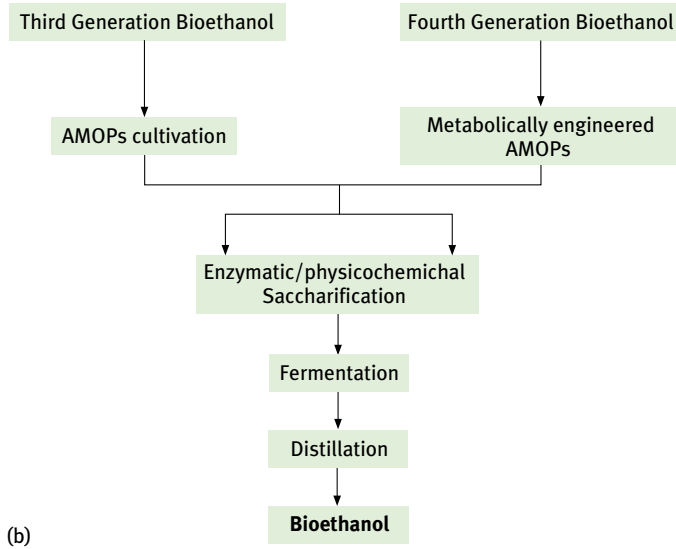 Third Generation Bioethanol
Fourth Generation Bioethanol
AMOPs cultivation
Metabolically engineered
AMOPs
Enzymatic/physicochemichal
Saccharification
Fermentation
Distillation
Bioethanol
(b)